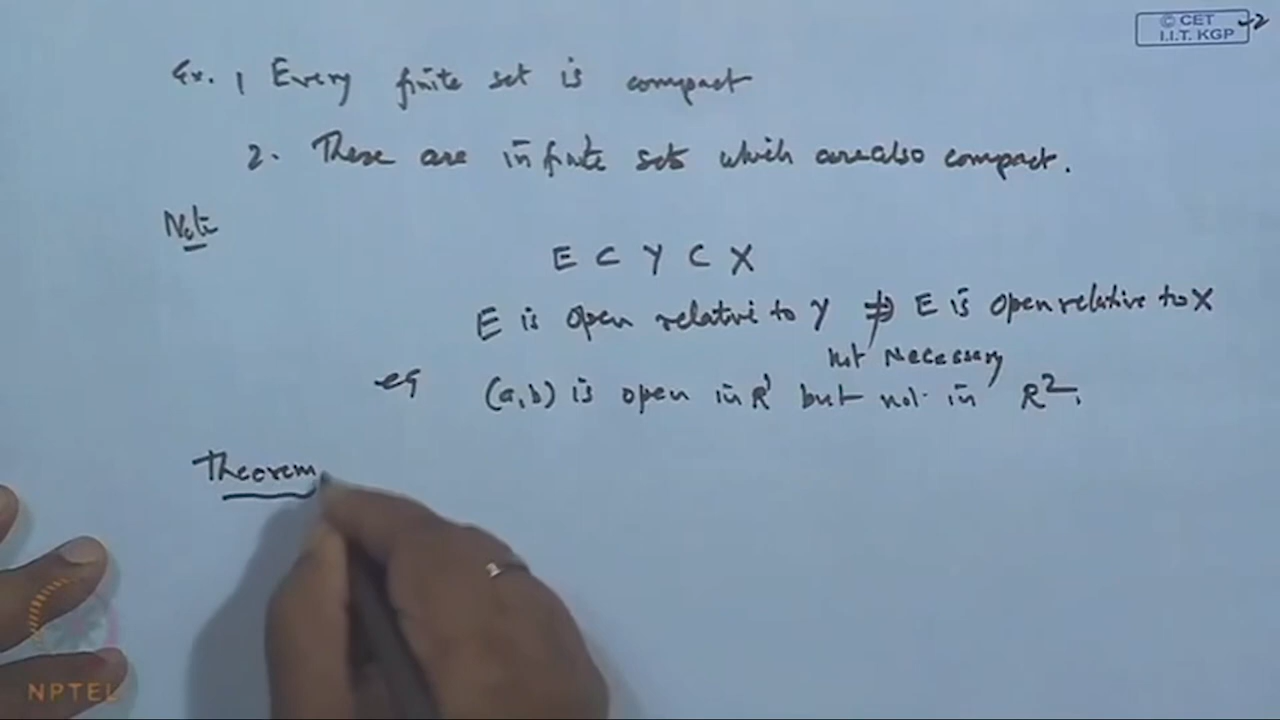 © CET
I.I.T. KGP
-2
Ex. 1 Every finite set is compact
2. There are infinite sets which are also compact.
Note
E ⊂ Y ⊂ X
E is open relative to Y ⇏ E is open relative to X
not necessary
eg (a,b) is open in R¹ but not in R².
Theorem
NPTEL